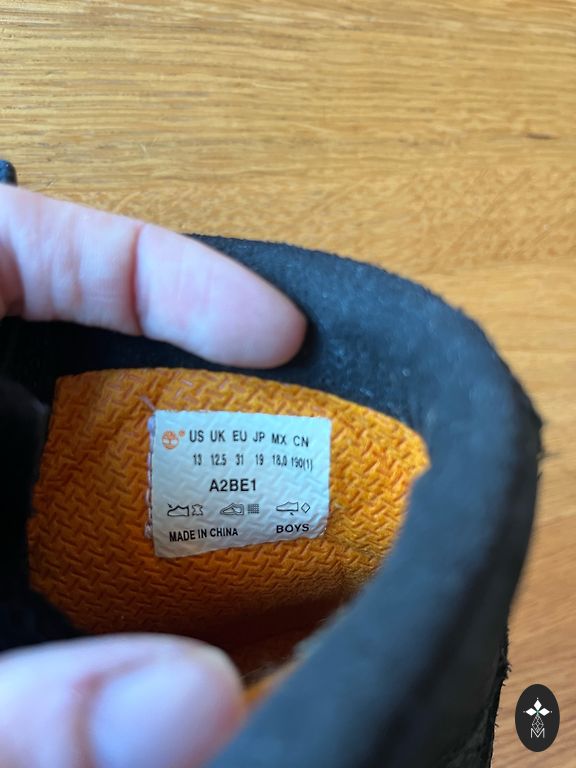 US UK EU JP MX CN
13 12.5 31 19 18.0 190(1)
A2BE1
MADE IN CHINA BOYS
M